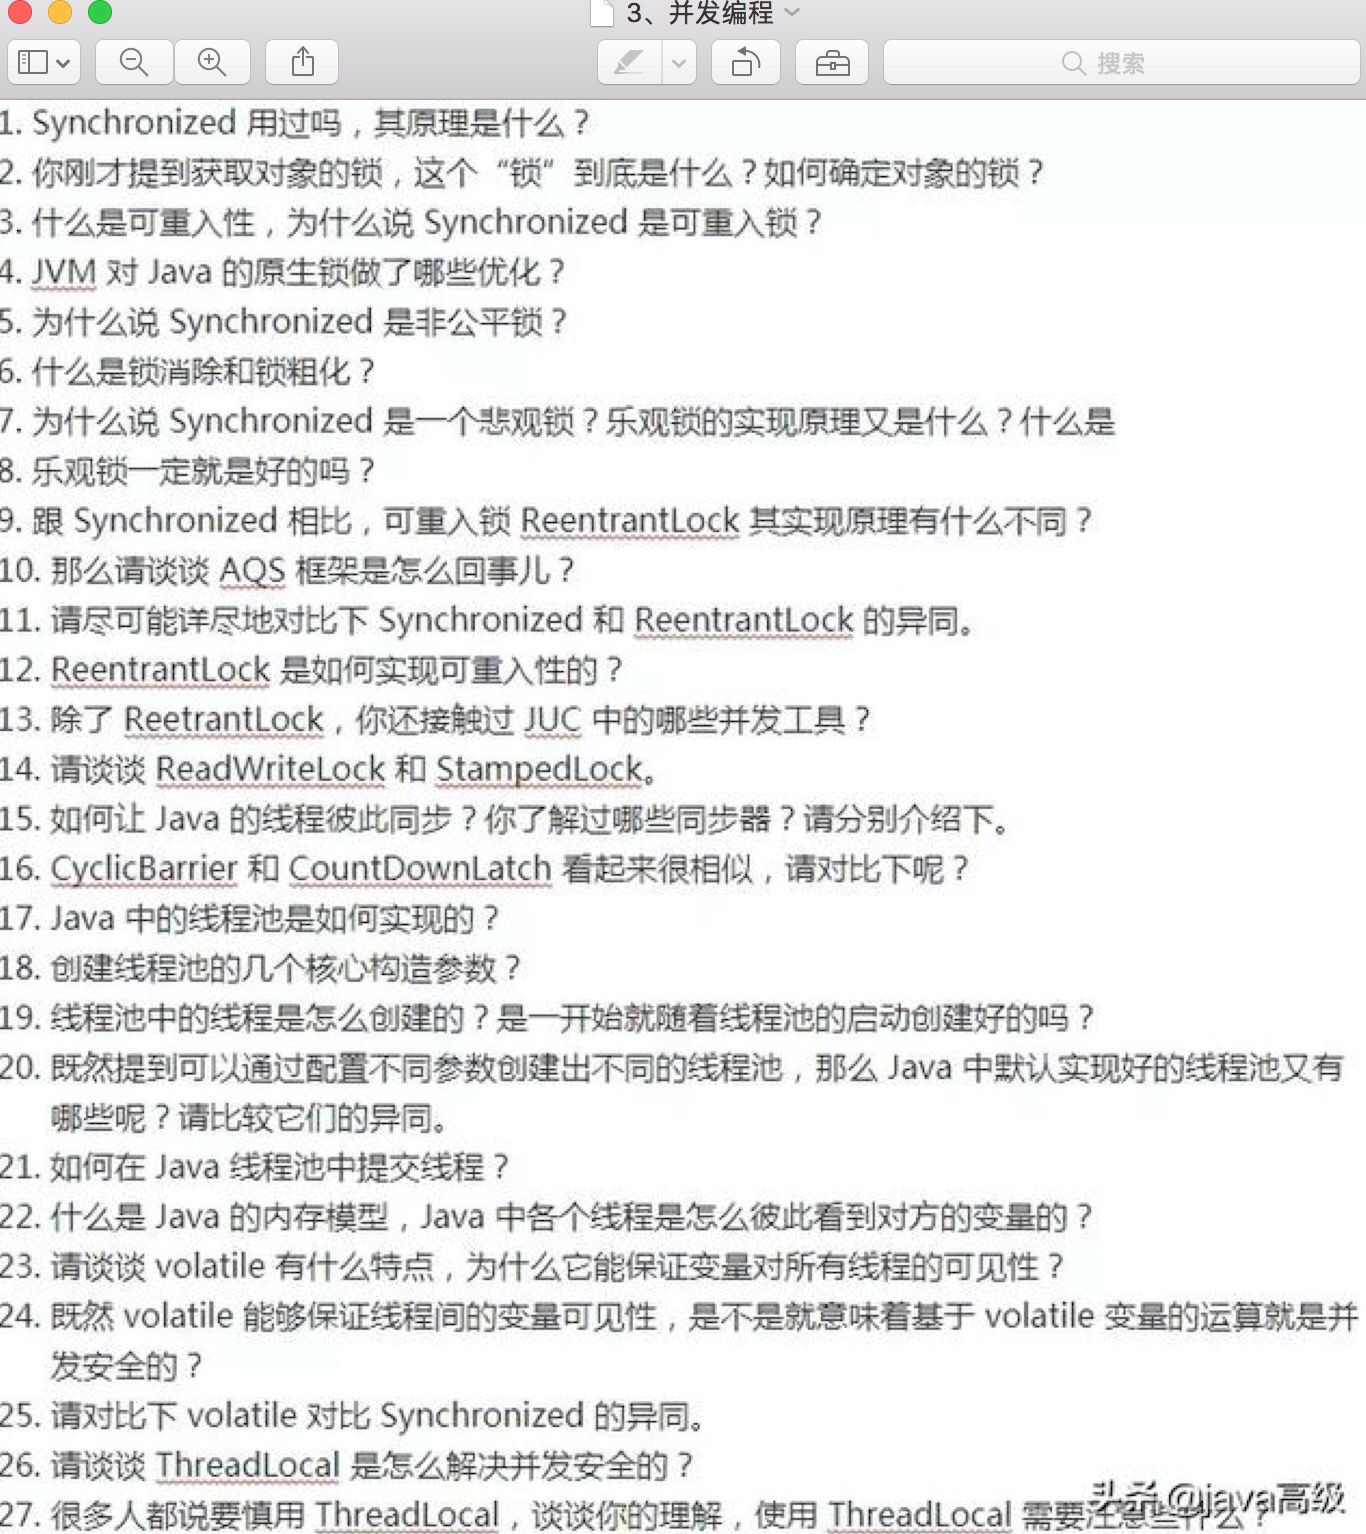 3、并发编程
搜索
1. Synchronized 用过吗，其原理是什么？
2. 你刚才提到获取对象的锁，这个“锁”到底是什么？如何确定对象的锁？
3. 什么是可重入性，为什么说 Synchronized 是可重入锁？
4. JVM 对 Java 的原生锁做了哪些优化？
5. 为什么说 Synchronized 是非公平锁？
6. 什么是锁消除和锁粗化？
7. 为什么说 Synchronized 是一个悲观锁？乐观锁的实现原理又是什么？什么是
8. 乐观锁一定就是好的吗？
9. 跟 Synchronized 相比，可重入锁 ReentrantLock 其实现原理有什么不同？
10. 那么请谈谈 AQS 框架是怎么回事儿？
11. 请尽可能详尽地对比下 Synchronized 和 ReentrantLock 的异同。
12. ReentrantLock 是如何实现可重入性的？
13. 除了 ReetrantLock，你还接触过 JUC 中的哪些并发工具？
14. 请谈谈 ReadWriteLock 和 StampedLock。
15. 如何让 Java 的线程彼此同步？你了解过哪些同步器？请分别介绍下。
16. CyclicBarrier 和 CountDownLatch 看起来很相似，请对比下呢？
17. Java 中的线程池是如何实现的？
18. 创建线程池的几个核心构造参数？
19. 线程池中的线程是怎么创建的？是一开始就随着线程池的启动创建好的吗？
20. 既然提到可以通过配置不同参数创建出不同的线程池，那么 Java 中默认实现好的线程池又有
哪些呢？请比较它们的异同。
21. 如何在 Java 线程池中提交线程？
22. 什么是 Java 的内存模型，Java 中各个线程是怎么彼此看到对方的变量的？
23. 请谈谈 volatile 有什么特点，为什么它能保证变量对所有线程的可见性？
24. 既然 volatile 能够保证线程间的变量可见性，是不是就意味着基于 volatile 变量的运算就是并
发安全的？
25. 请对比下 volatile 对比 Synchronized 的异同。
26. 请谈谈 ThreadLocal 是怎么解决并发安全的？
27. 很多人都说要慎用 ThreadLocal，谈谈你的理解，使用 ThreadLocal 需要注意些什么？
头条@java高级